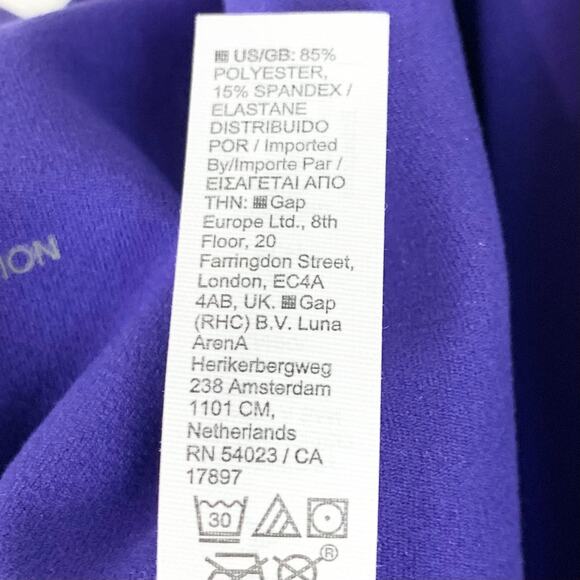 US/GB: 85%
POLYESTER,
15% SPANDEX /
ELASTANE
DISTRIBUIDO
POR / Imported
By/Importe Par /
ΕΙΣΑΓΕΤΑΙ ΑΠΟ
ΤΗΝ: Gap
Europe Ltd., 8th
Floor, 20
Farringdon Street,
London, EC4A
4AB, UK. Gap
(RHC) B.V. Luna
ArenA
Herikerbergweg
238 Amsterdam
1101 CM,
Netherlands
RN 54023 / CA
17897
30
®
ION